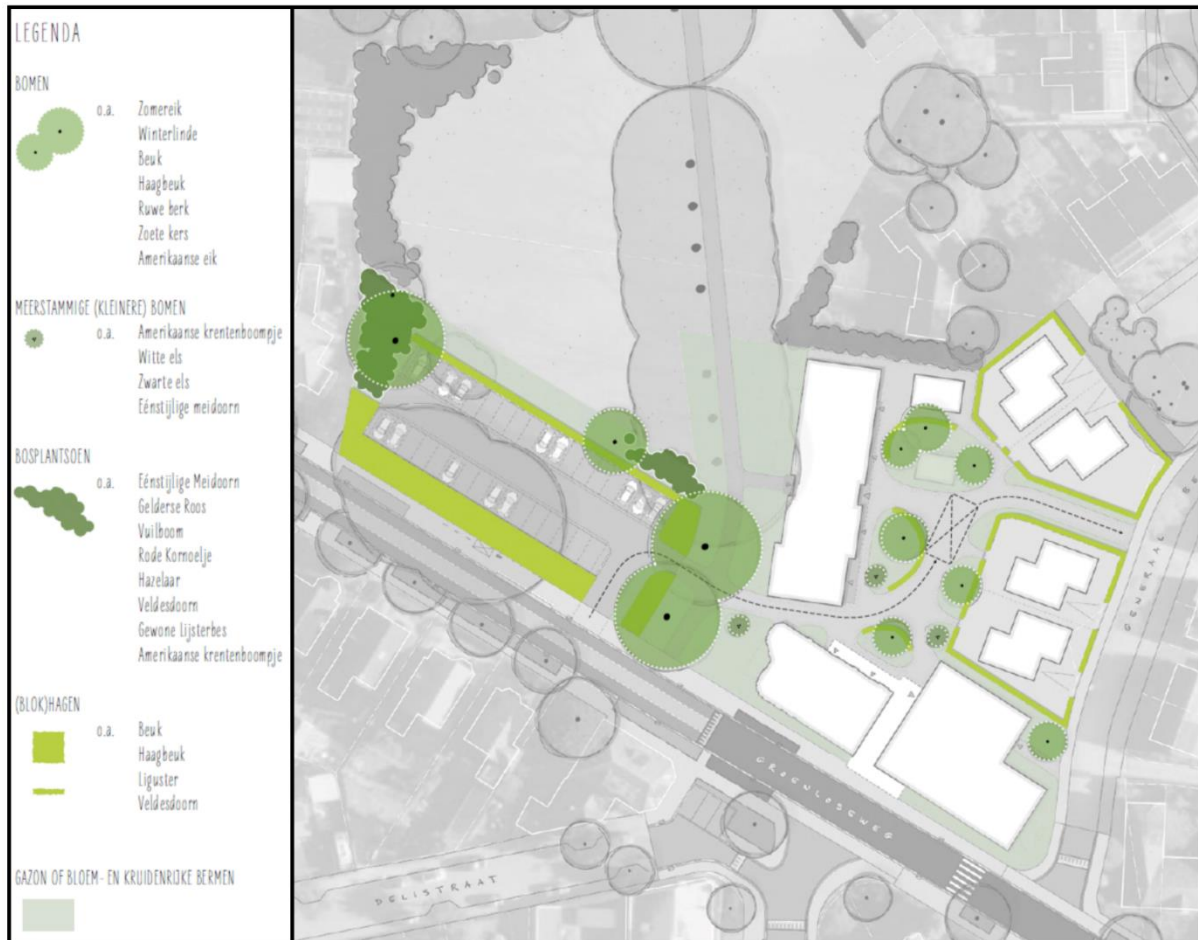 LEGENDA
BOMEN
o.a. Zomereik
Winterlinde
Beuk
Haagbeuk
Ruwe berk
Zoete kers
Amerikaanse eik
MEERSTAMMIGE (KLEINERE) BOMEN
o.a. Amerikaanse krentenboompje
Witte els
Zwarte els
Eénstijlige meidoorn
BOSPLANTSOEN
o.a. Eénstijlige Meidoorn
Gelderse Roos
Vuilboom
Rode Kornoelje
Hazelaar
Veldesdoorn
Gewone Lijsterbes
Amerikaanse krentenboompje
(BLOK)HAGEN
o.a. Beuk
Haagbeuk
Liguster
Veldesdoorn
GAZON OF BLOEM- EN KRUIDENRIJKE BERMEN
GENERAAL
GROENLOSEWEG
DELISTRAAT